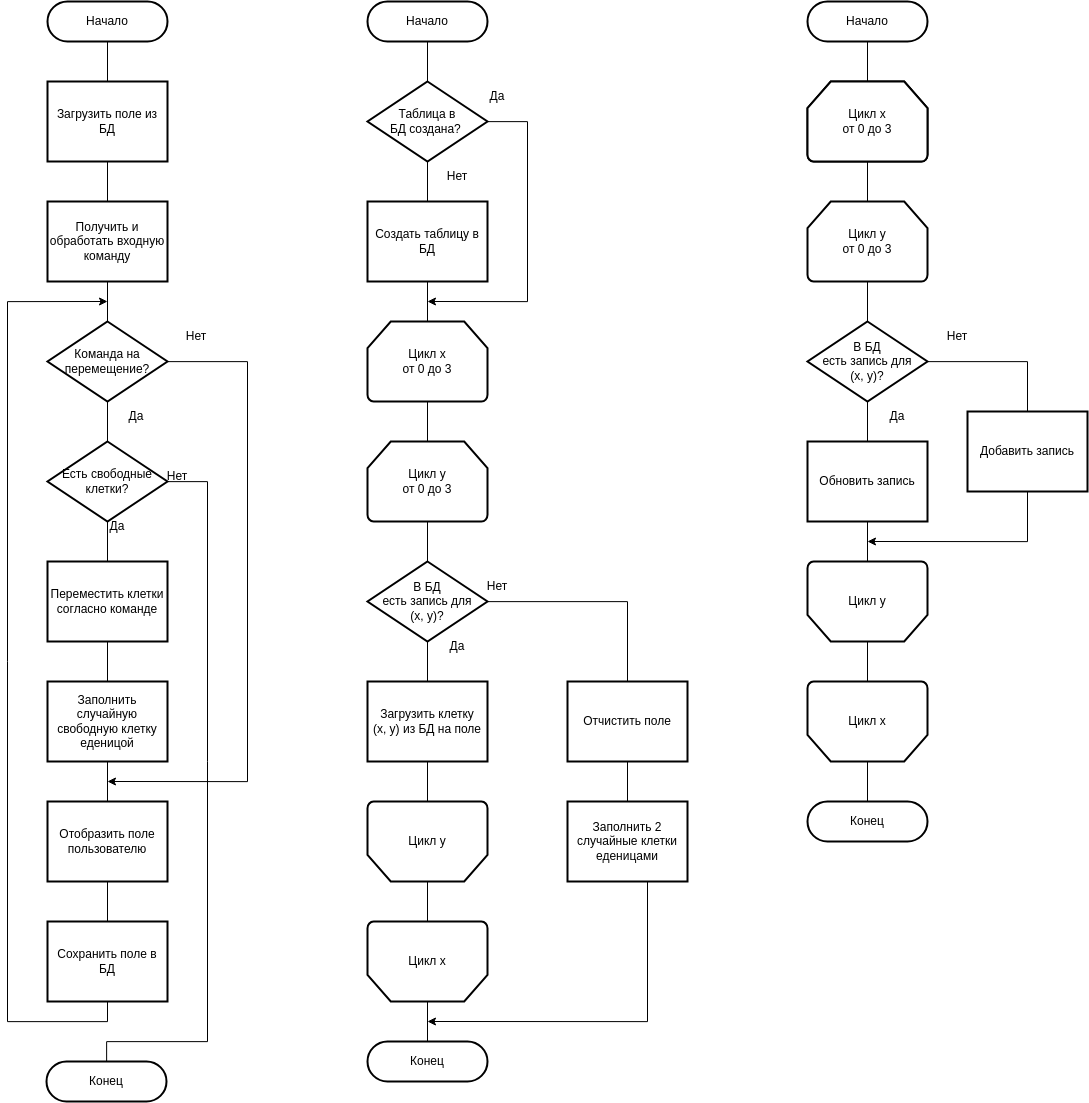 Начало
Загрузить поле из
БД
Получить и
обработать входную
команду
Нет
Команда на
перемещение?
Да
Есть свободные
клетки?
Нет
Да
Переместить клетки
согласно команде
Заполнить
случайную
свободную клетку
еденицой
Отобразить поле
пользователю
Сохранить поле в
БД
Конец
Начало
Да
Таблица в
БД создана?
Нет
Создать таблицу в
БД
Цикл x
от 0 до 3
Цикл y
от 0 до 3
В БД
есть запись для
(x, y)?
Нет
Да
Загрузить клетку
(x, y) из БД на поле
Отчистить поле
Цикл y
Заполнить 2
случайные клетки
еденицами
Цикл x
Конец
Начало
Цикл x
от 0 до 3
Цикл y
от 0 до 3
Нет
В БД
есть запись для
(x, y)?
Да
Добавить запись
Обновить запись
Цикл y
Цикл x
Конец